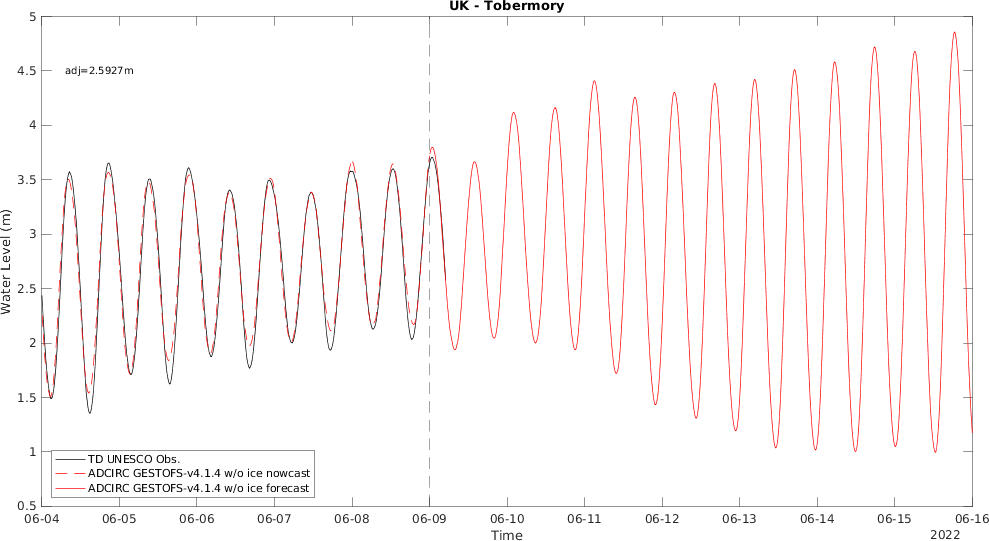 UK - Tobermory
5
4.5
4
3.5
3
2.5
2
1.5
1
0.5
Water Level (m)
adj=2.5927m
TD UNESCO Obs.
ADCIRC GESTOFS-v4.1.4 w/o ice nowcast
ADCIRC GESTOFS-v4.1.4 w/o ice forecast
06-04 06-05 06-06 06-07 06-08 06-09 06-10 06-11 06-12 06-13 06-14 06-15 06-16
Time
2022